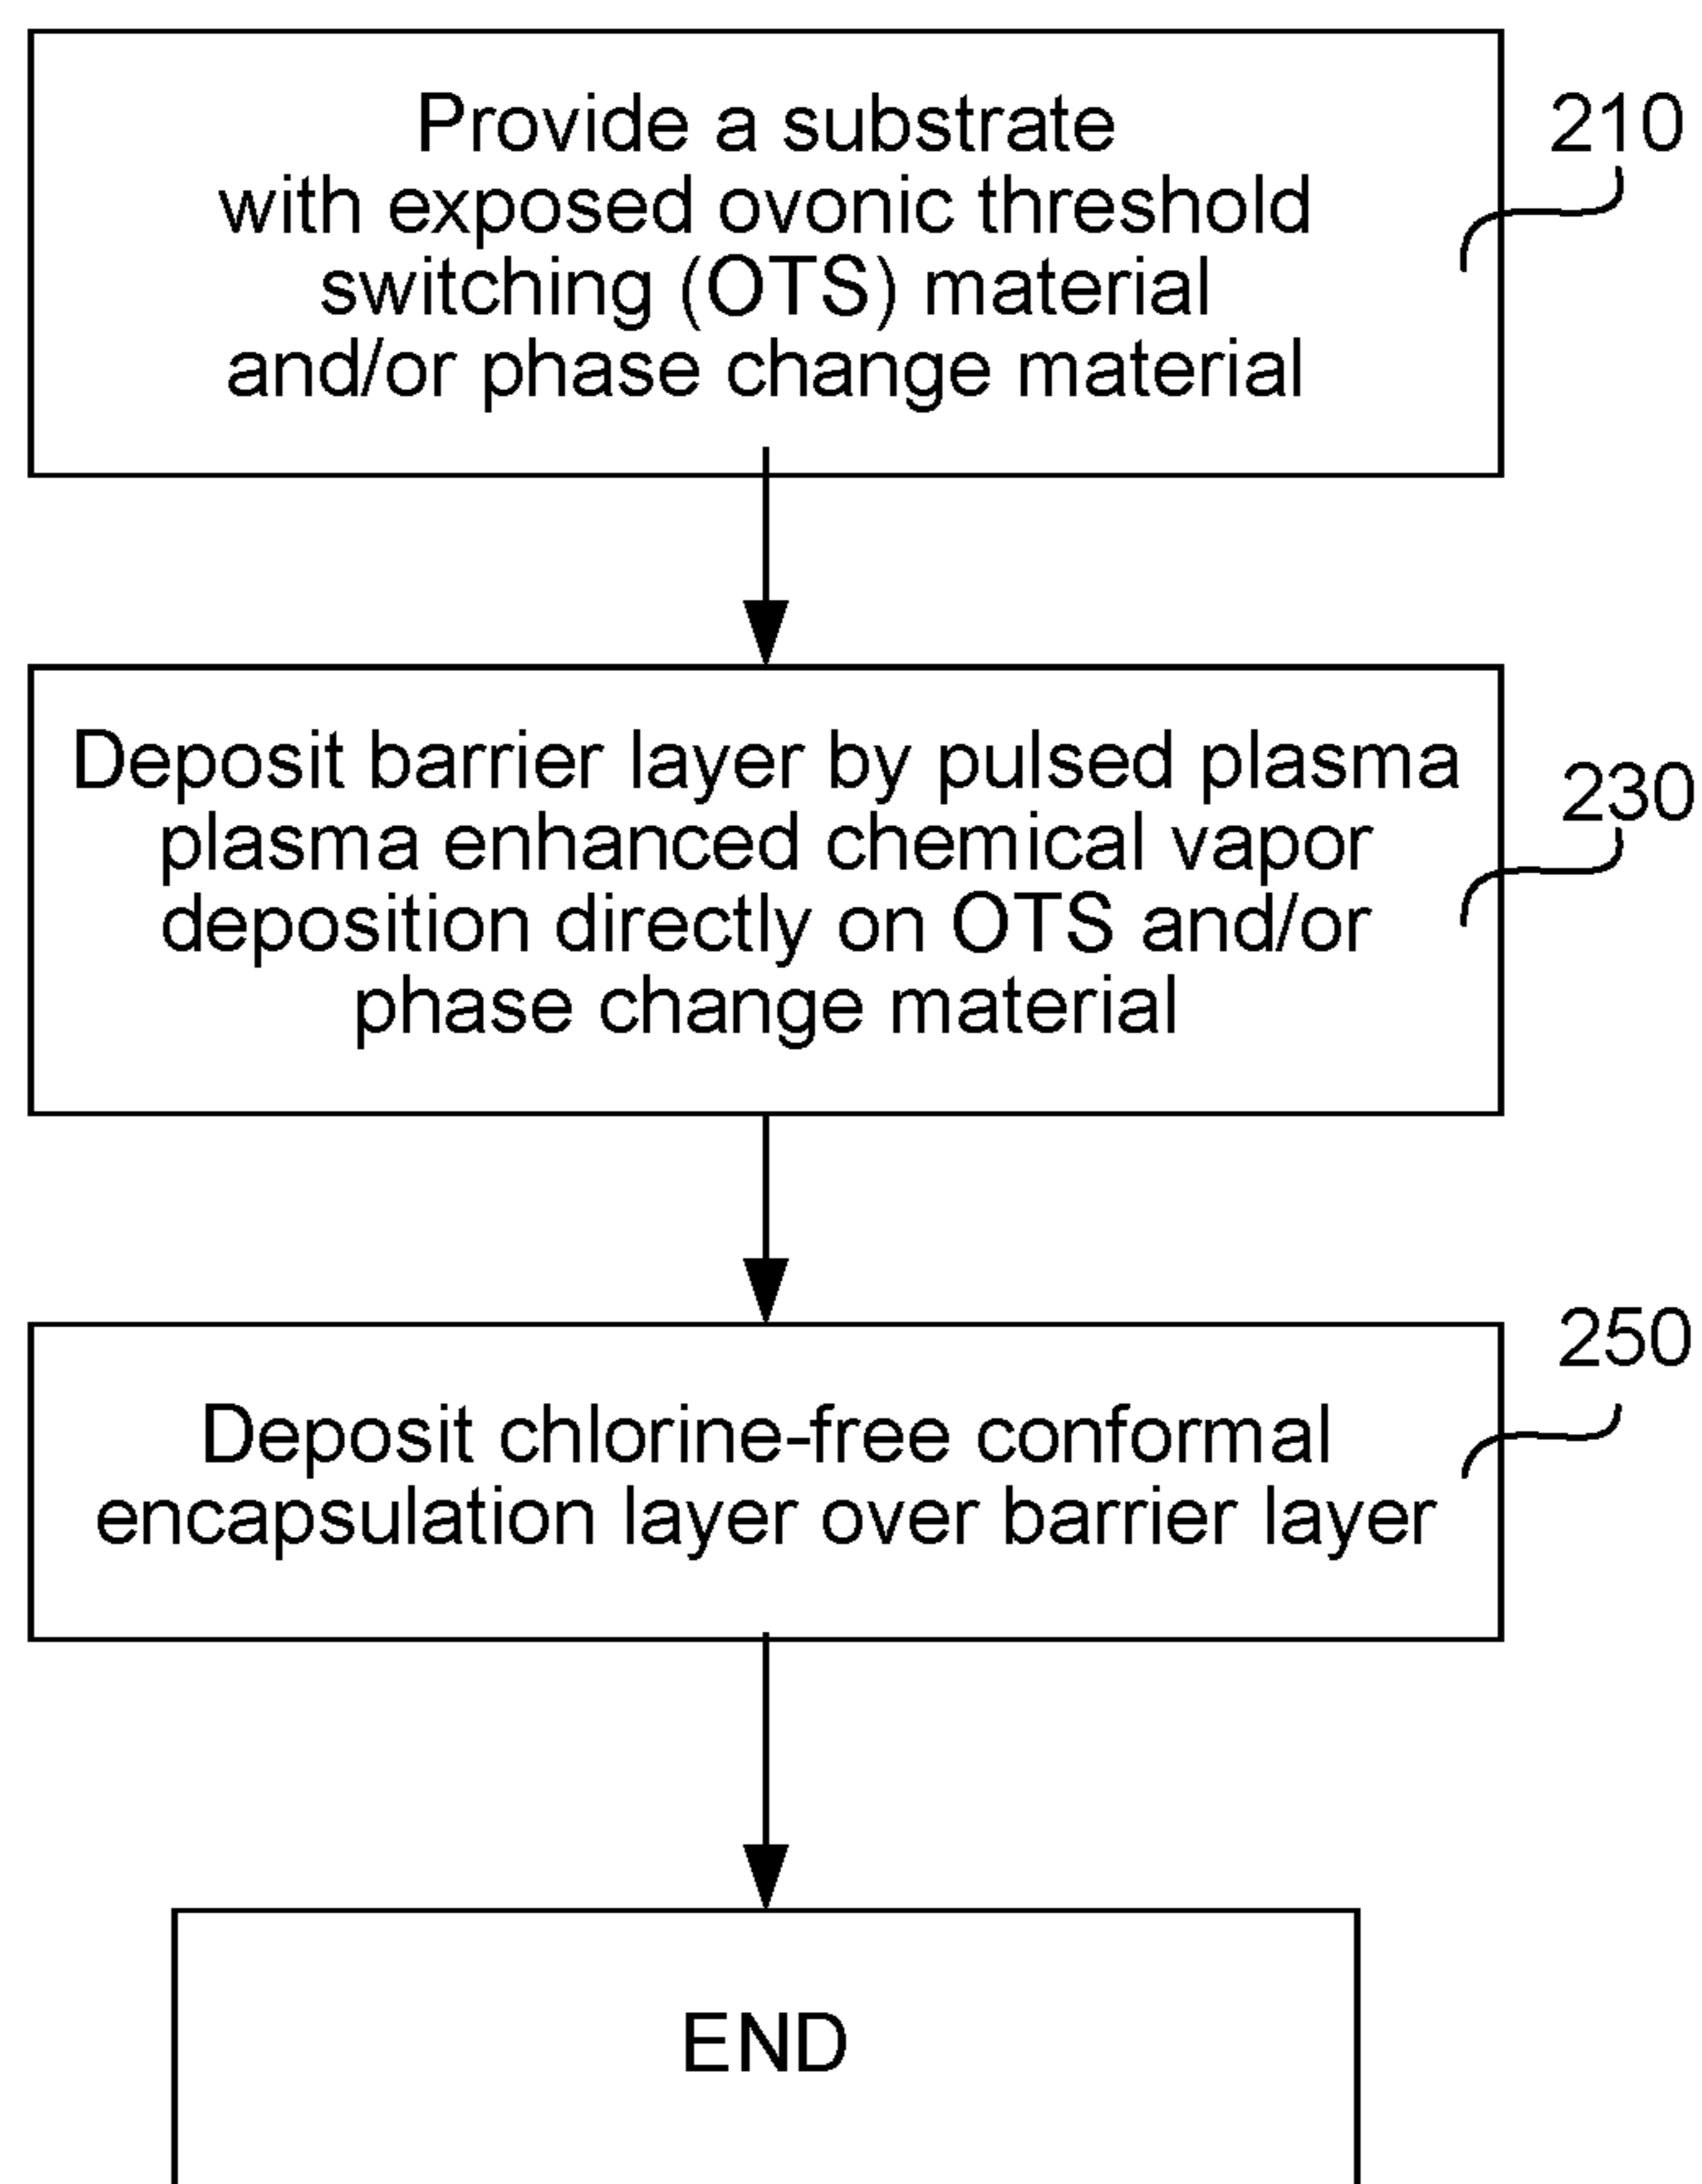 Provide a substrate
with exposed ovonic threshold
switching (OTS) material
and/or phase change material
210
Deposit barrier layer by pulsed plasma
plasma enhanced chemical vapor
deposition directly on OTS and/or
phase change material
230
Deposit chlorine-free conformal
encapsulation layer over barrier layer
250
END